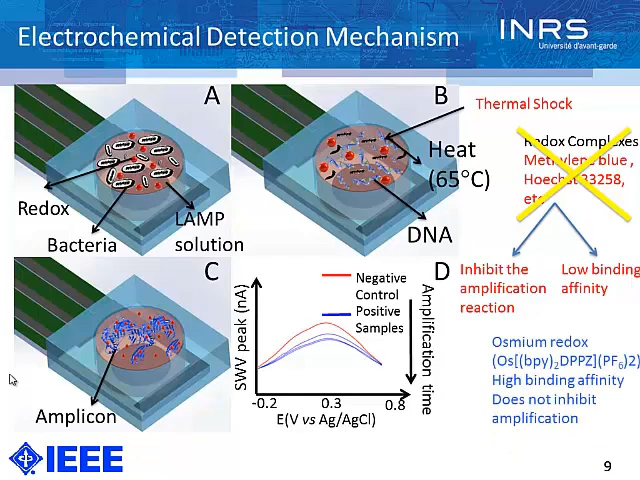 Electrochemical Detection Mechanism
INRS
Université d'avant-garde
A
Redox
Bacteria
LAMP
solution
B
Thermal Shock
Heat
(65°C)
DNA
Redox Complexes
Methylene blue ,
Hoechst 33258,
etc
Inhibit the
amplification
reaction
Low binding
affinity
C
Amplicon
D
SWV peak (nA)
Negative
Control
Positive
Samples
Amplification time
-0.2
0.3
0.8
E(V vs Ag/AgCl)
Osmium redox
(Os[(bpy)2DPPZ](PF6)2)
High binding affinity
Does not inhibit
amplification
IEEE
9